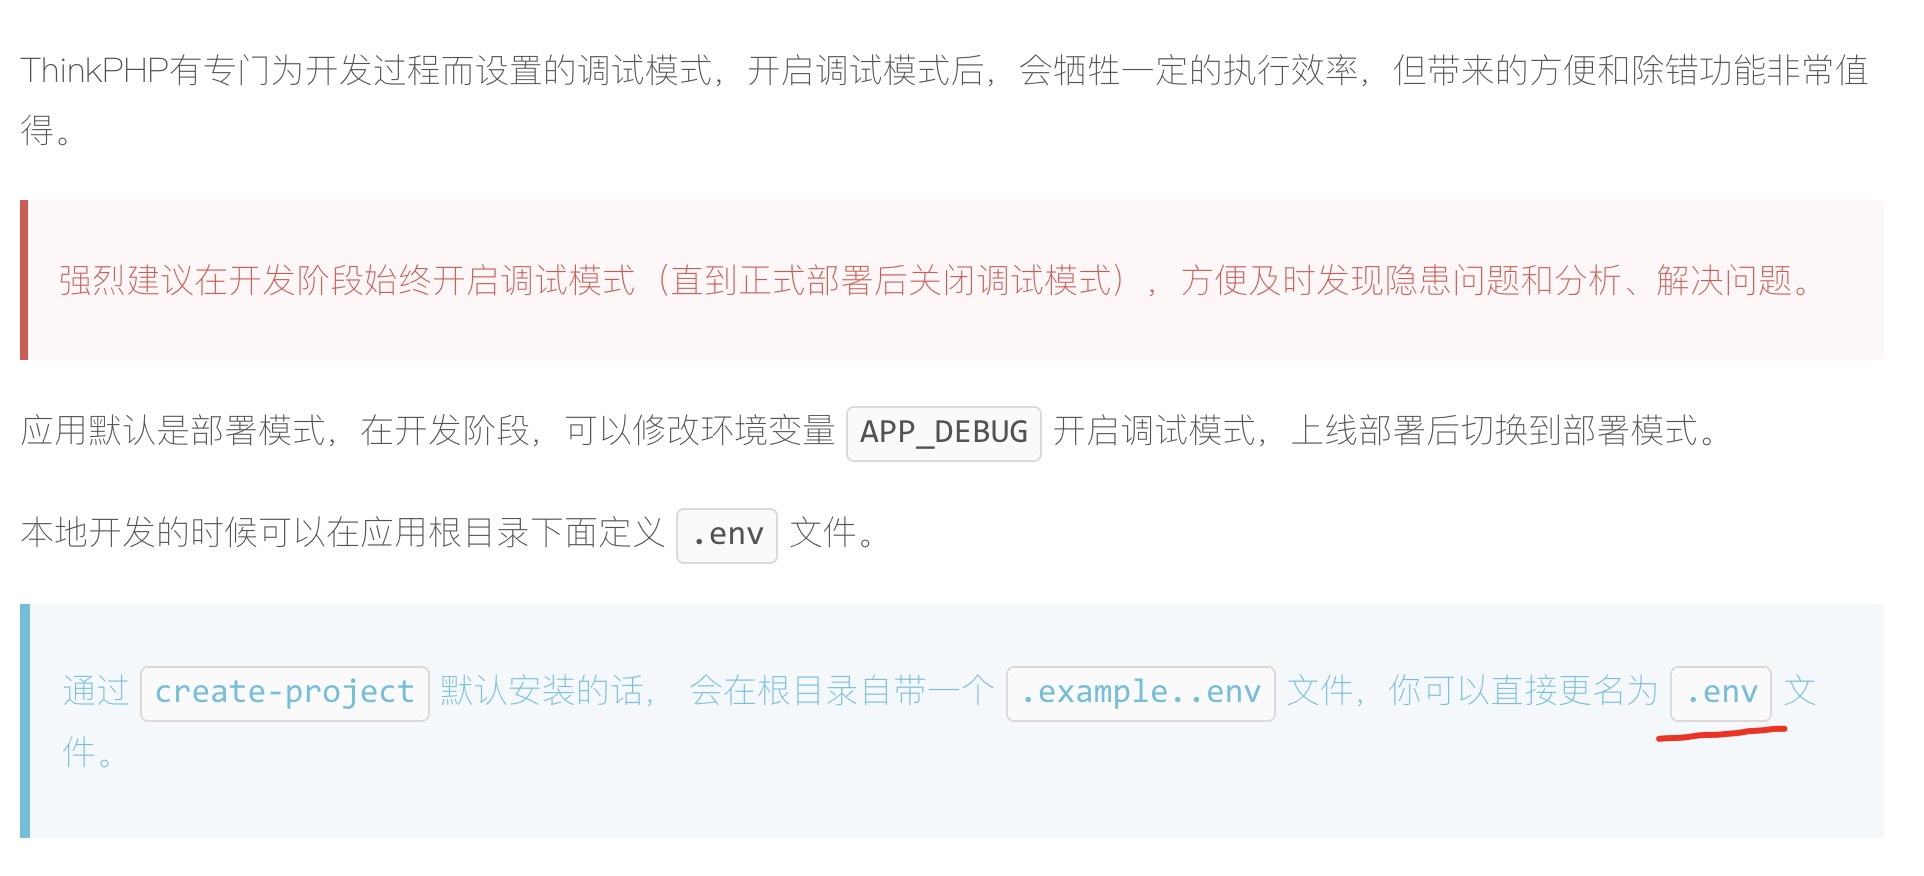 ThinkPHP有专门为开发过程而设置的调试模式，开启调试模式后，会牺牲一定的执行效率，但带来的方便和除错功能非常值
得。
强烈建议在开发阶段始终开启调试模式（直到正式部署后关闭调试模式），方便及时发现隐患问题和分析、解决问题。
应用默认是部署模式，在开发阶段，可以修改环境变量 APP_DEBUG 开启调试模式，上线部署后切换到部署模式。
本地开发的时候可以在应用根目录下面定义 .env 文件。
通过 create-project 默认安装的话， 会在根目录自带一个 .example..env 文件，你可以直接更名为 .env 文
件。